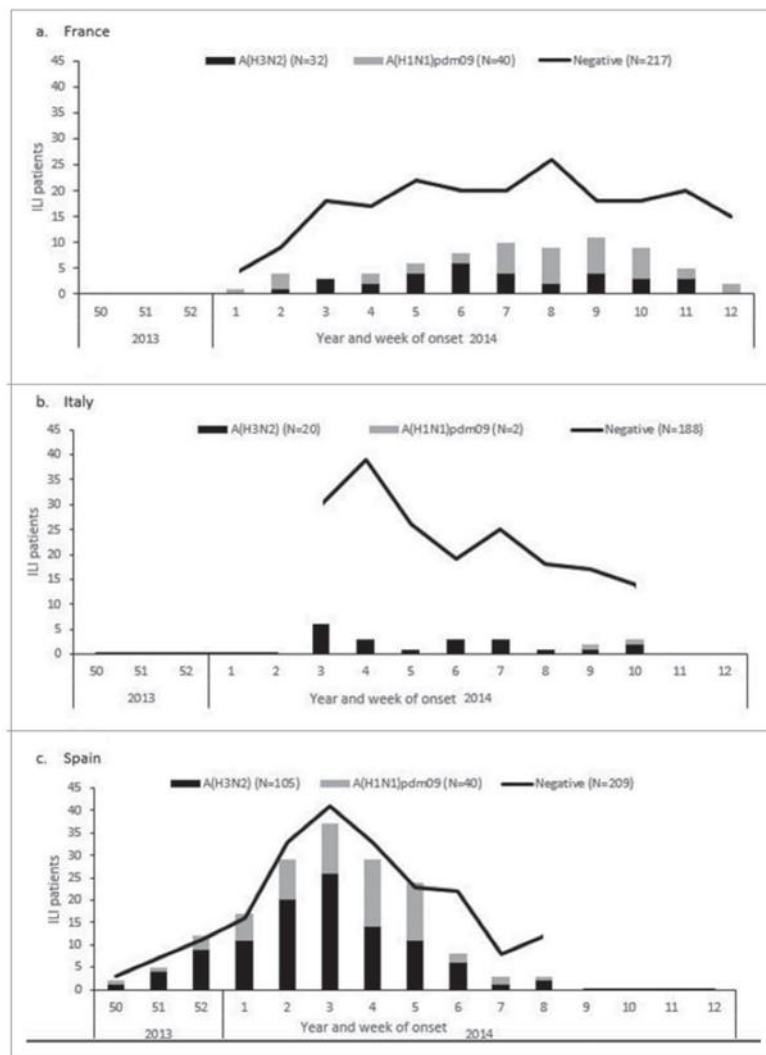 a. France
A(H3N2) (N=32) A(H1N1)pdm09 (N=40) Negative (N=217)
45
40
35
30
25
20
15
10
5
0
ILI patients
50 51 52 1 2 3 4 5 6 7 8 9 10 11 12
2013 Year and week of onset 2014
b. Italy
A(H3N2) (N=20) A(H1N1)pdm09 (N=2) Negative (N=188)
45
40
35
30
25
20
15
10
5
0
ILI patients
50 51 52 1 2 3 4 5 6 7 8 9 10 11 12
2013 Year and week of onset 2014
c. Spain
A(H3N2) (N=105) A(H1N1)pdm09 (N=40) Negative (N=209)
45
40
35
30
25
20
15
10
5
0
ILI patients
50 51 52 1 2 3 4 5 6 7 8 9 10 11 12
2013 Year and week of onset 2014